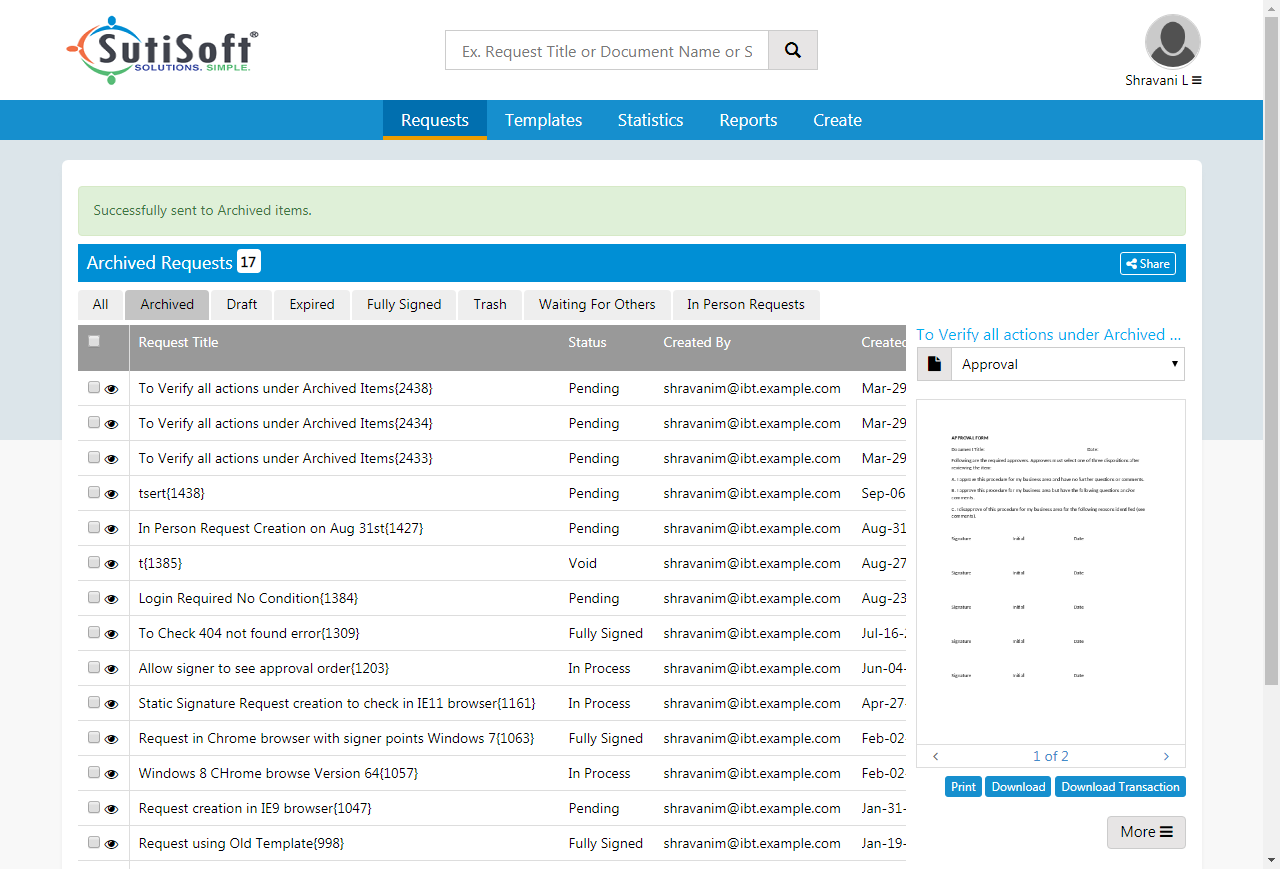 SutiSoft®
SOLUTIONS. SIMPLE.
Ex. Request Title or Document Name or S
Shravani L
Requests Templates Statistics Reports Create
Successfully sent to Archived items.
Archived Requests 17
Share
All Archived Draft Expired Fully Signed Trash Waiting For Others In Person Requests
Request Title Status Created By Created
To Verify all actions under Archived Items{2438} Pending shravanim@ibt.example.com Mar-29
To Verify all actions under Archived Items{2434} Pending shravanim@ibt.example.com Mar-29
To Verify all actions under Archived Items{2433} Pending shravanim@ibt.example.com Mar-29
tsert{1438} Pending shravanim@ibt.example.com Sep-06
In Person Request Creation on Aug 31st{1427} Pending shravanim@ibt.example.com Aug-31
t{1385} Void shravanim@ibt.example.com Aug-27
Login Required No Condition{1384} Pending shravanim@ibt.example.com Aug-23
To Check 404 not found error{1309} Fully Signed shravanim@ibt.example.com Jul-16-
Allow signer to see approval order{1203} In Process shravanim@ibt.example.com Jun-04-
Static Signature Request creation to check in IE11 browser{1161} In Process shravanim@ibt.example.com Apr-27-
Request in Chrome browser with signer points Windows 7{1063} Fully Signed shravanim@ibt.example.com Feb-02-
Windows 8 CHrome browse Version 64{1057} In Process shravanim@ibt.example.com Feb-02-
Request creation in IE9 browser{1047} Pending shravanim@ibt.example.com Jan-31-
Request using Old Template{998} Fully Signed shravanim@ibt.example.com Jan-19-
To Verify all actions under Archived ...
Approval
APPROVAL FORM
Document Title: Date:
Following are the required approvers. Approvers must select one of three dispositions after
reviewing the item:
A. I approve this procedure for my business area and have no further questions or comments.
B. I approve this procedure for my business area but have the following questions and/or
comments.
C. I disapprove of this procedure for my business area for the following reasons identified (see
comments).
Signature Initial Date
Signature Initial Date
Signature Initial Date
Signature Initial Date
Signature Initial Date
1 of 2
Print Download Download Transaction
More